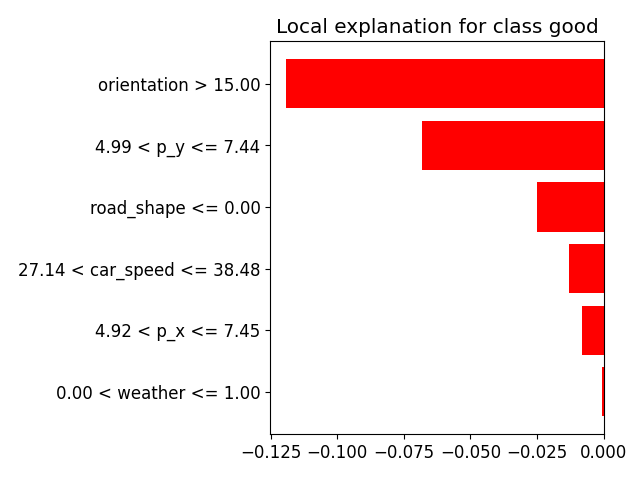 Local explanation for class good
orientation > 15.00
4.99 < p_y <= 7.44
road_shape <= 0.00
27.14 < car_speed <= 38.48
4.92 < p_x <= 7.45
0.00 < weather <= 1.00
−0.125 −0.100 −0.075 −0.050 −0.025 0.000